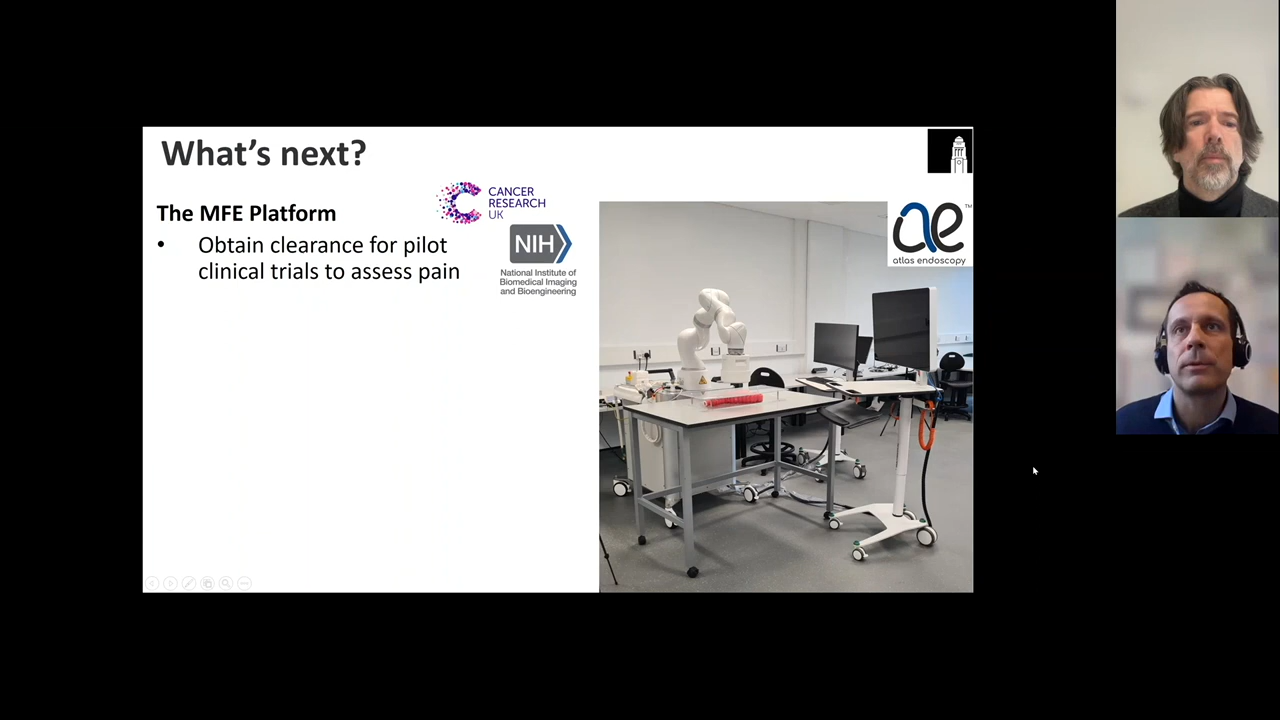 What's next?
The MFE Platform
• Obtain clearance for pilot
clinical trials to assess pain
CANCER
RESEARCH
UK
NIH
National Institute of
Biomedical Imaging
and Bioengineering
ae™
atlas endoscopy